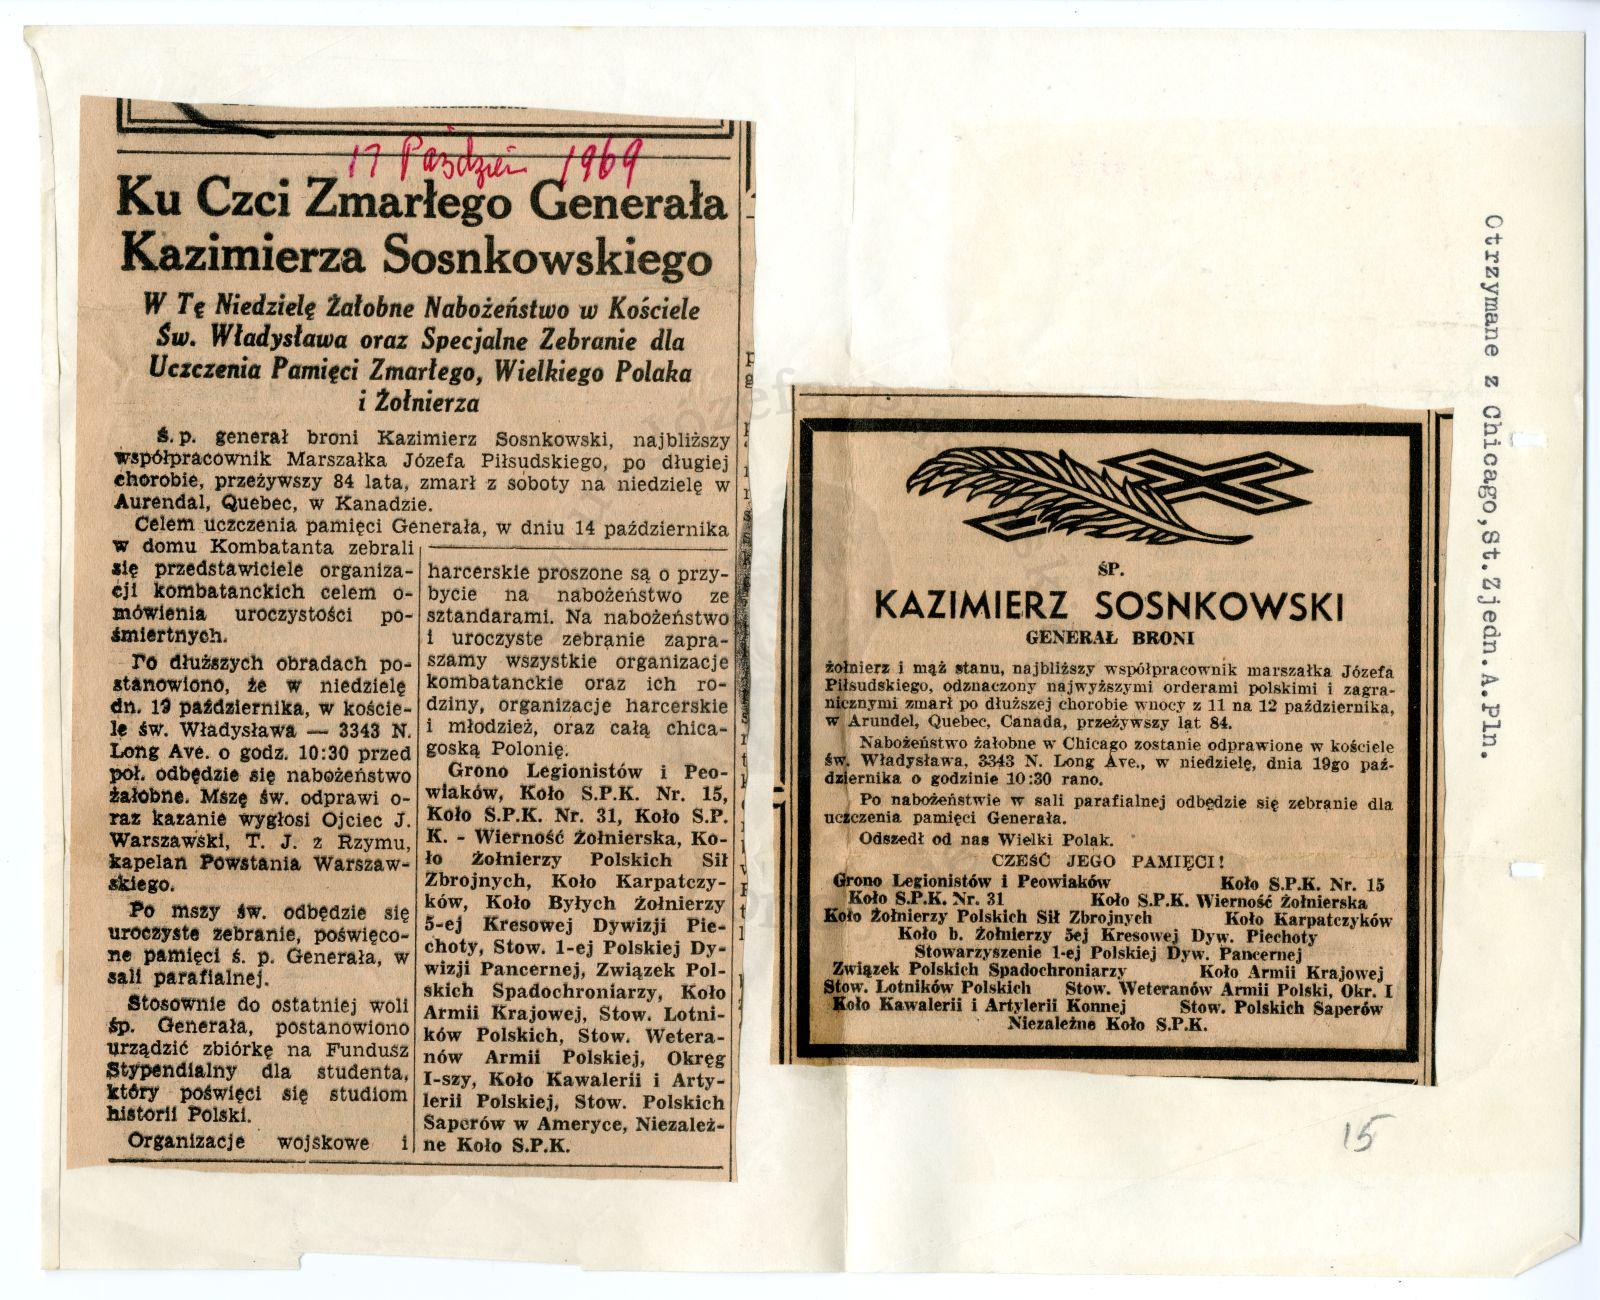 17 Paździer 1969
Ku Czci Zmarłego Generała
Kazimierza Sosnkowskiego
W Tę Niedzielę Żałobne Nabożeństwo w Kościele
Św. Władysława oraz Specjalne Zebranie dla
Uczczenia Pamięci Zmarłego, Wielkiego Polaka
i Żołnierza
Ś. p. generał broni Kazimierz Sosnkowski, najbliższy
współpracownik Marszałka Józefa Piłsudskiego, po długiej
chorobie, przeżywszy 84 lata, zmarł z soboty na niedzielę w
Aurendal, Quebec, w Kanadzie.
Celem uczczenia pamięci Generała, w dniu 14 października
w domu Kombatanta zebrali
się przedstawiciele organiza-
cji kombatanckich celem o-
mówienia uroczystości po-
śmiertnych.
Po dłuższych obradach po-
stanowiono, że w niedzielę
dn. 19 października, w koście-
le św. Władysława — 3343 N.
Long Ave. o godz. 10:30 przed
poł. odbędzie się nabożeństwo
żałobne. Mszę św. odprawi o-
raz kazanie wygłosi Ojciec J.
Warszawski, T. J. z Rzymu,
kapelan Powstania Warszaw-
skiego.
Po mszy św. odbędzie się
uroczyste zebranie, poświęco-
ne pamięci ś. p. Generała, w
sali parafialnej.
Stosownie do ostatniej woli
śp. Generała, postanowiono
urządzić zbiórkę na Fundusz
Stypendialny dla studenta,
który poświęci się studiom
historii Polski.
Organizacje wojskowe i
harcerskie proszone są o przy-
bycie na nabożeństwo ze
sztandarami. Na nabożeństwo
i uroczyste zebranie zapra-
szamy wszystkie organizacje
kombatanckie oraz ich ro-
dziny, organizacje harcerskie
i młodzież, oraz całą chica-
goską Polonię.
Grono Legionistów i Peo-
wiaków, Koło S.P.K. Nr. 15,
Koło S.P.K. Nr. 31, Koło S.P.
K. - Wierność Żołnierska, Ko-
ło Żołnierzy Polskich Sił
Zbrojnych, Koło Karpatczy-
ków, Koło Byłych Żołnierzy
5-ej Kresowej Dywizji Pie-
choty, Stow. 1-ej Polskiej Dy-
wizji Pancernej, Związek Pol-
skich Spadochroniarzy, Koło
Armii Krajowej, Stow. Lotni-
ków Polskich, Stow. Wetera-
nów Armii Polskiej, Okręg
I-szy, Koło Kawalerii i Arty-
lerii Polskiej, Stow. Polskich
Saperów w Ameryce, Niezależ-
ne Koło S.P.K.
ŚP.
KAZIMIERZ SOSNKOWSKI
GENERAŁ BRONI
żołnierz i mąż stanu, najbliższy współpracownik marszałka Józefa
Piłsudskiego, odznaczony najwyższymi orderami polskimi i zagra-
nicznymi zmarł po dłuższej chorobie wnocy z 11 na 12 października,
w Arundel, Quebec, Canada, przeżywszy lat 84.
Nabożeństwo żałobne w Chicago zostanie odprawione w kościele
św. Władysława, 3343 N. Long Ave., w niedzielę, dnia 19go paź-
dziernika o godzinie 10:30 rano.
Po nabożeństwie w sali parafialnej odbędzie się zebranie dla
uczczenia pamięci Generała.
Odszedł od nas Wielki Polak.
CZEŚĆ JEGO PAMIĘCI!
Grono Legionistów i Peowiaków Koło S.P.K. Nr. 15
Koło S.P.K. Nr. 31 Koło S.P.K. Wierność Żołnierska
Koło Żołnierzy Polskich Sił Zbrojnych Koło Karpatczyków
Koło b. Żołnierzy 5ej Kresowej Dyw. Piechoty
Stowarzyszenie 1-ej Polskiej Dyw. Pancernej
Związek Polskich Spadochroniarzy Koło Armii Krajowej
Stow. Lotników Polskich Stow. Weteranów Armii Polski, Okr. I
Koło Kawalerii i Artylerii Konnej Stow. Polskich Saperów
Niezależne Koło S.P.K.
Otrzymane z Chicago,St.Zjedn.A.Płn.
15